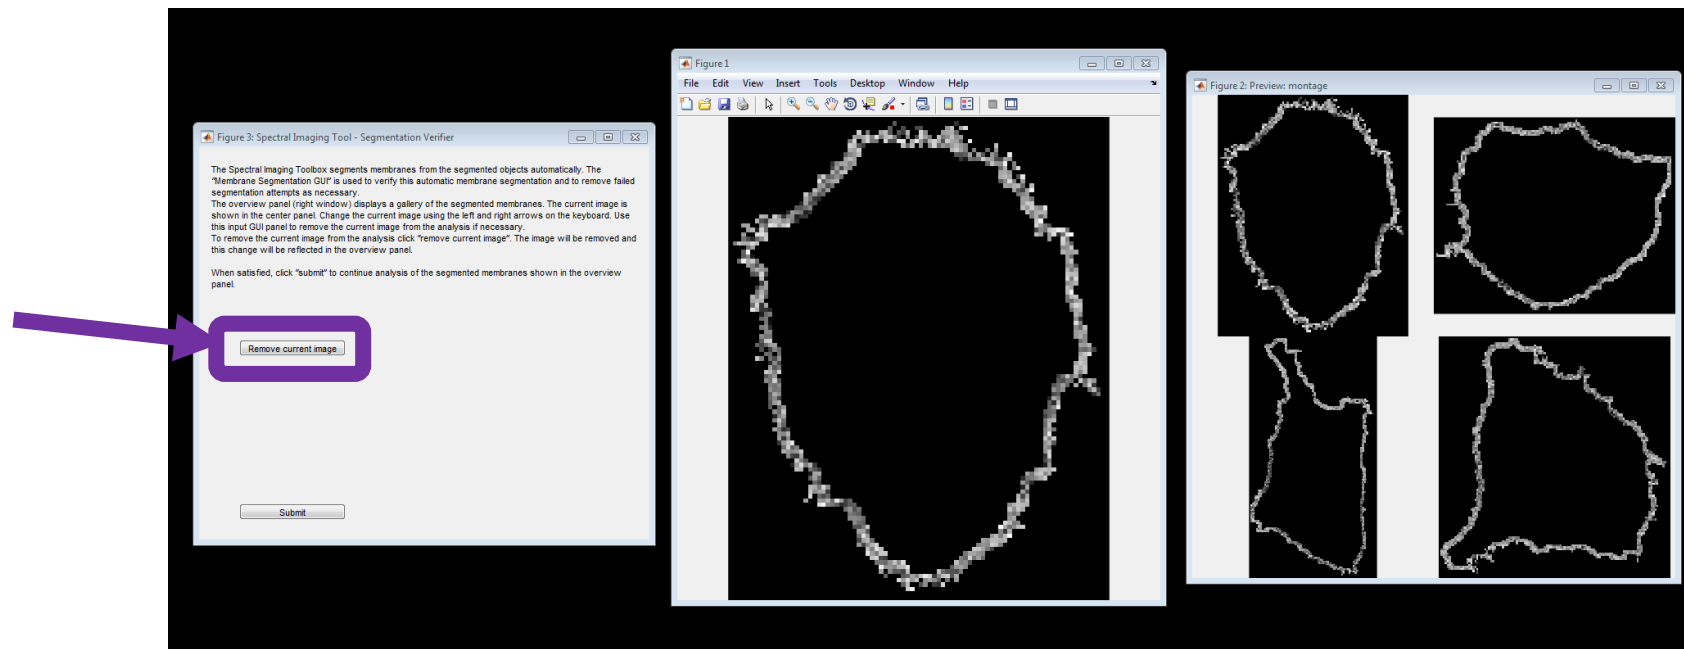 Figure 3: Spectral Imaging Tool - Segmentation Verifier
The Spectral Imaging Toolbox segments membranes from the segmented objects automatically. The
"Membrane Segmentation GUI" is used to verify this automatic membrane segmentation and to remove failed
segmentation attempts as necessary.
The overview panel (right window) displays a gallery of the segmented membranes. The current image is
shown in the center panel. Change the current image using the left and right arrows on the keyboard. Use
this input GUI panel to remove the current image from the analysis if necessary.
To remove the current image from the analysis click "remove current image". The image will be removed and
this change will be reflected in the overview panel.
When satisfied, click "submit" to continue analysis of the segmented membranes shown in the overview
panel.
Remove current image
Submit
Figure 1
File Edit View Insert Tools Desktop Window Help
Figure 2: Preview: montage